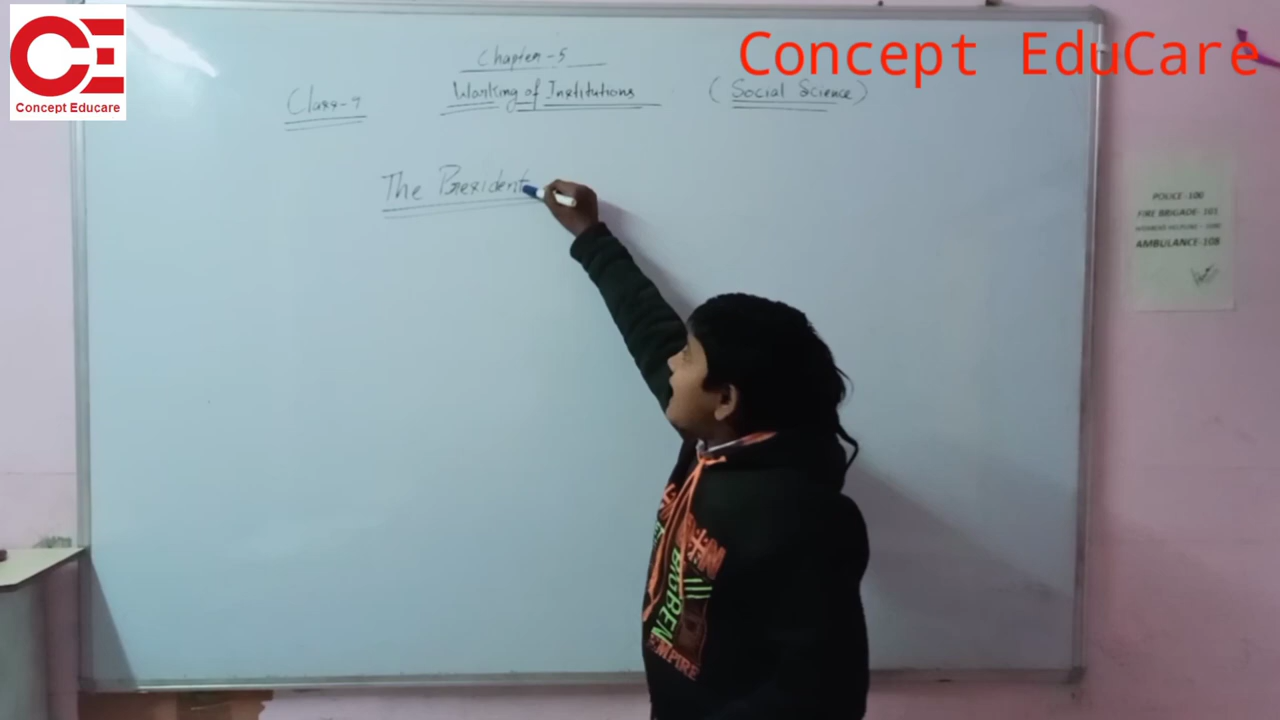 CE
Concept Educare
Concept EduCare
Chapter-5
Class-9 Working of Institutions (Social Science)
The President
POLICE -100
FIRE BRIGADE- 101
AMBULANCE-108
EMPIRE